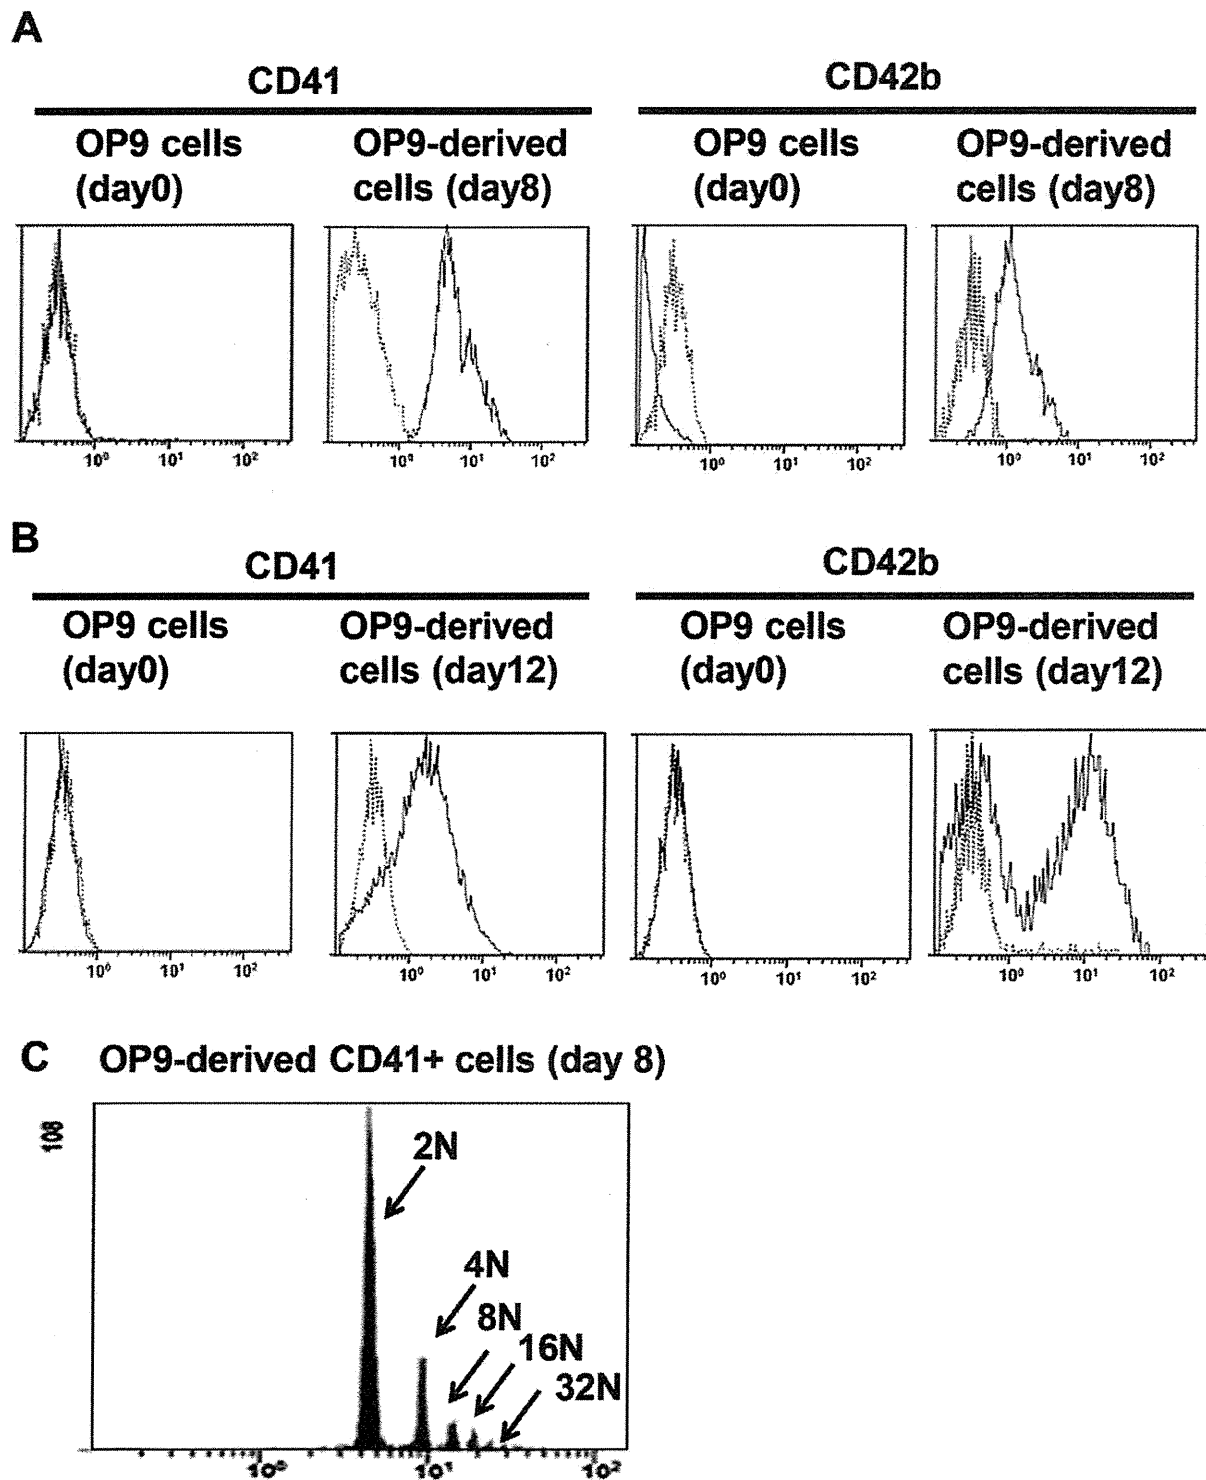 A
CD41
CD42b
OP9 cells
(day0)
OP9-derived
cells (day8)
OP9 cells
(day0)
OP9-derived
cells (day8)
10⁰ 10¹ 10²
10⁰ 10¹ 10²
10⁰ 10¹ 10²
10⁰ 10¹ 10²
B
CD41
CD42b
OP9 cells
(day0)
OP9-derived
cells (day12)
OP9 cells
(day0)
OP9-derived
cells (day12)
10⁰ 10¹ 10²
10⁰ 10¹ 10²
10⁰ 10¹ 10²
10⁰ 10¹ 10²
C OP9-derived CD41+ cells (day 8)
108
2N
4N
8N
16N
32N
10⁰ 10¹ 10²